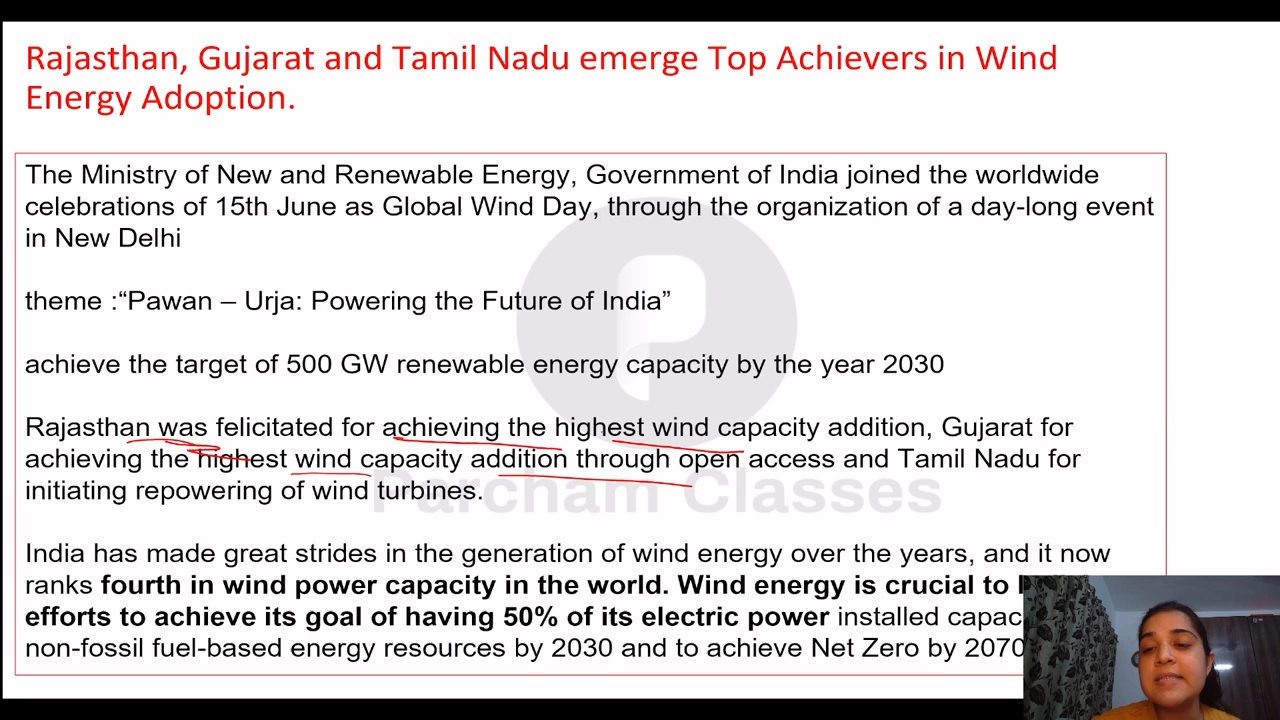 Rajasthan, Gujarat and Tamil Nadu emerge Top Achievers in Wind
Energy Adoption.
The Ministry of New and Renewable Energy, Government of India joined the worldwide
celebrations of 15th June as Global Wind Day, through the organization of a day-long event
in New Delhi
theme :“Pawan – Urja: Powering the Future of India”
achieve the target of 500 GW renewable energy capacity by the year 2030
Rajasthan was felicitated for achieving the highest wind capacity addition, Gujarat for
achieving the highest wind capacity addition through open access and Tamil Nadu for
initiating repowering of wind turbines.
Parcham Classes
India has made great strides in the generation of wind energy over the years, and it now
ranks fourth in wind power capacity in the world. Wind energy is crucial to
efforts to achieve its goal of having 50% of its electric power installed
non-fossil fuel-based energy resources by 2030 and to achieve Net Zero by 2070